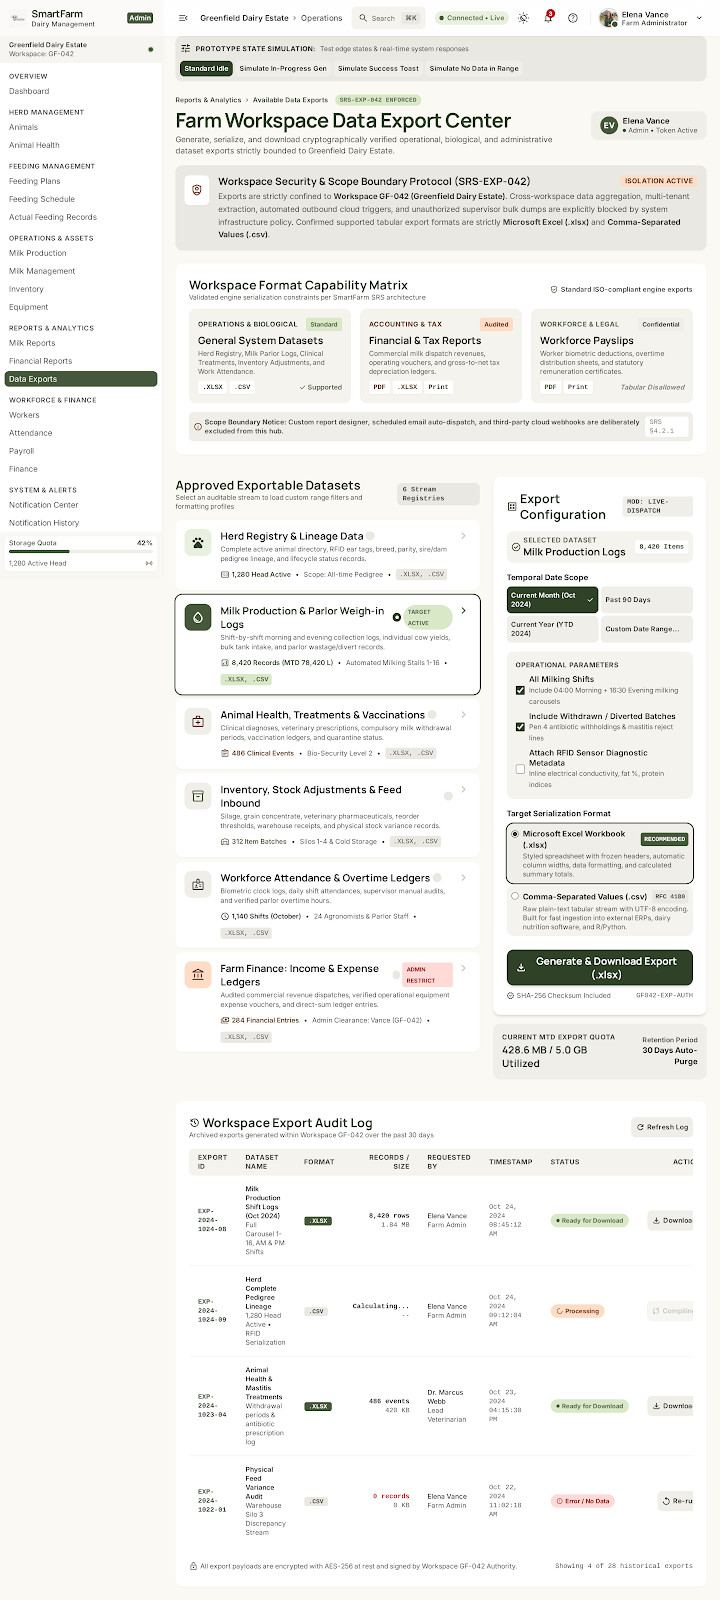 SmartFarm
Dairy Management
Admin
Greenfield Dairy Estate
Workspace: GF-042
OVERVIEW
Dashboard
HERD MANAGEMENT
Animals
Animal Health
FEEDING MANAGEMENT
Feeding Plans
Feeding Schedule
Actual Feeding Records
OPERATIONS & ASSETS
Milk Production
Milk Management
Inventory
Equipment
REPORTS & ANALYTICS
Milk Reports
Financial Reports
Data Exports
WORKFORCE & FINANCE
Workers
Attendance
Payroll
Finance
SYSTEM & ALERTS
Notification Center
Notification History
Storage Quota 42%
1,280 Active Head
Greenfield Dairy Estate > Operations
Search ⌘K
Connected • Live
3
Elena Vance
Farm Administrator
PROTOTYPE STATE SIMULATION: Test edge states & real-time system responses
Standard Idle
Simulate In-Progress Gen
Simulate Success Toast
Simulate No Data in Range
Reports & Analytics > Available Data Exports
SRS-EXP-042 ENFORCED
Farm Workspace Data Export Center
Generate, serialize, and download cryptographically verified operational, biological, and administrative
dataset exports strictly bounded to Greenfield Dairy Estate.
EV
Elena Vance
• Admin • Token Active
Workspace Security & Scope Boundary Protocol (SRS-EXP-042)
ISOLATION ACTIVE
Exports are strictly confined to Workspace GF-042 (Greenfield Dairy Estate). Cross-workspace data aggregation, multi-tenant
extraction, automated outbound cloud triggers, and unauthorized supervisor bulk dumps are explicitly blocked by system
infrastructure policy. Confirmed supported tabular export formats are strictly Microsoft Excel (.xlsx) and Comma-Separated
Values (.csv).
Workspace Format Capability Matrix
Validated engine serialization constraints per SmartFarm SRS architecture
Standard ISO-compliant engine exports
OPERATIONS & BIOLOGICAL
Standard
General System Datasets
Herd Registry, Milk Parlor Logs, Clinical
Treatments, Inventory Adjustments, and
Work Attendance.
.XLSX .CSV
✓ Supported
ACCOUNTING & TAX
Audited
Financial & Tax Reports
Commercial milk dispatch revenues,
operating vouchers, and gross-to-net tax
depreciation ledgers.
PDF .XLSX Print
WORKFORCE & LEGAL
Confidential
Workforce Payslips
Worker biometric deductions, overtime
distribution sheets, and statutory
remuneration certificates.
PDF Print
Tabular Disallowed
Scope Boundary Notice: Custom report designer, scheduled email auto-dispatch, and third-party cloud webhooks are deliberately
excluded from this hub.
SRS
§4.2.1
Approved Exportable Datasets
Select an auditable stream to load custom range filters and
formatting profiles
6 Stream
Registries
Herd Registry & Lineage Data
Complete active animal directory, RFID ear tags, breed, parity, sire/dam
pedigree lineage, and lifecycle status records.
1,280 Head Active • Scope: All-time Pedigree • .XLSX, .CSV
Milk Production & Parlor Weigh-in
Logs
TARGET
ACTIVE
Shift-by-shift morning and evening collection logs, individual cow yields,
bulk tank intake, and parlor wastage/divert records.
8,420 Records (MTD 78,420 L) • Automated Milking Stalls 1-16 •
.XLSX, .CSV
Animal Health, Treatments & Vaccinations
Clinical diagnoses, veterinary prescriptions, compulsory milk withdrawal
periods, vaccination ledgers, and quarantine status.
486 Clinical Events • Bio-Security Level 2 • .XLSX, .CSV
Inventory, Stock Adjustments & Feed
Inbound
Silage, grain concentrate, veterinary pharmaceuticals, reorder
thresholds, warehouse receipts, and physical stock variance records.
312 Item Batches • Silos 1-4 & Cold Storage • .XLSX, .CSV
Workforce Attendance & Overtime Ledgers
Biometric clock logs, daily shift attendances, supervisor manual audits,
and verified parlor overtime hours.
1,140 Shifts (October) • 24 Agronomists & Parlor Staff •
.XLSX, .CSV
Farm Finance: Income & Expense
Ledgers
ADMIN
RESTRICT
Audited commercial revenue dispatches, verified operational equipment
expense vouchers, and direct-sum ledger entries.
284 Financial Entries • Admin Clearance: Vance (GF-042) •
.XLSX, .CSV
Export
Configuration
MOD: LIVE-
DISPATCH
SELECTED DATASET
Milk Production Logs
8,420 Items
Temporal Date Scope
Current Month (Oct
2024)
Past 90 Days
Current Year (YTD
2024)
Custom Date Range...
OPERATIONAL PARAMETERS
All Milking Shifts
Include 04:00 Morning + 16:30 Evening milking
carousels
Include Withdrawn / Diverted Batches
Pen 4 antibiotic withholding & mastitis reject
lines
Attach RFID Sensor Diagnostic
Metadata
Inline electrical conductivity, fat %, protein
indices
Target Serialization Format
Microsoft Excel Workbook
(.xlsx)
RECOMMENDED
Styled spreadsheet with frozen headers, automatic
column widths, data formatting, and calculated
summary totals.
Comma-Separated Values (.csv)
RFC 4180
Raw plain-text tabular stream with UTF-8 encoding.
Built for fast ingestion into external ERPs, dairy
nutrition software, and R/Python.
Generate & Download Export
(.xlsx)
SHA-256 Checksum Included
GF042-EXP-AUTH
CURRENT MTD EXPORT QUOTA
428.6 MB / 5.0 GB
Utilized
Retention Period
30 Days Auto-
Purge
Workspace Export Audit Log
Archived exports generated within Workspace GF-042 over the past 30 days
Refresh Log
EXPORT
ID
DATASET
NAME
FORMAT
RECORDS /
SIZE
REQUESTED
BY
TIMESTAMP
STATUS
ACTIO
EXP-
2024-
1024-08
Milk
Production
Shift Logs
(Oct 2024)
Full
Carousel 1-
16, AM & PM
Shifts
.XLSX
8,420 rows
1.84 MB
Elena Vance
Farm Admin
Oct 24,
2024
08:45:12
AM
• Ready for Download
Downloa
EXP-
2024-
1024-09
Herd
Complete
Pedigree
Lineage
1,280 Head
Active •
RFID
Serialization
.CSV
Calculating...
--
Elena Vance
Farm Admin
Oct 24,
2024
09:12:04
AM
Processing
Compiling
EXP-
2024-
1023-04
Animal
Health &
Mastitis
Treatments
Withdrawal
periods &
antibiotic
prescription
log
.XLSX
486 events
420 KB
Dr. Marcus
Webb
Lead
Veterinarian
Oct 23,
2024
04:15:30
PM
• Ready for Download
Downloa
EXP-
2024-
1022-01
Physical
Feed
Variance
Audit
Warehouse
Silo 3
Discrepancy
Stream
.CSV
0 records
0 KB
Elena Vance
Farm Admin
Oct 22,
2024
11:02:18
AM
Error / No Data
Re-ru
All export payloads are encrypted with AES-256 at rest and signed by Workspace GF-042 Authority.
Showing 4 of 28 historical exports